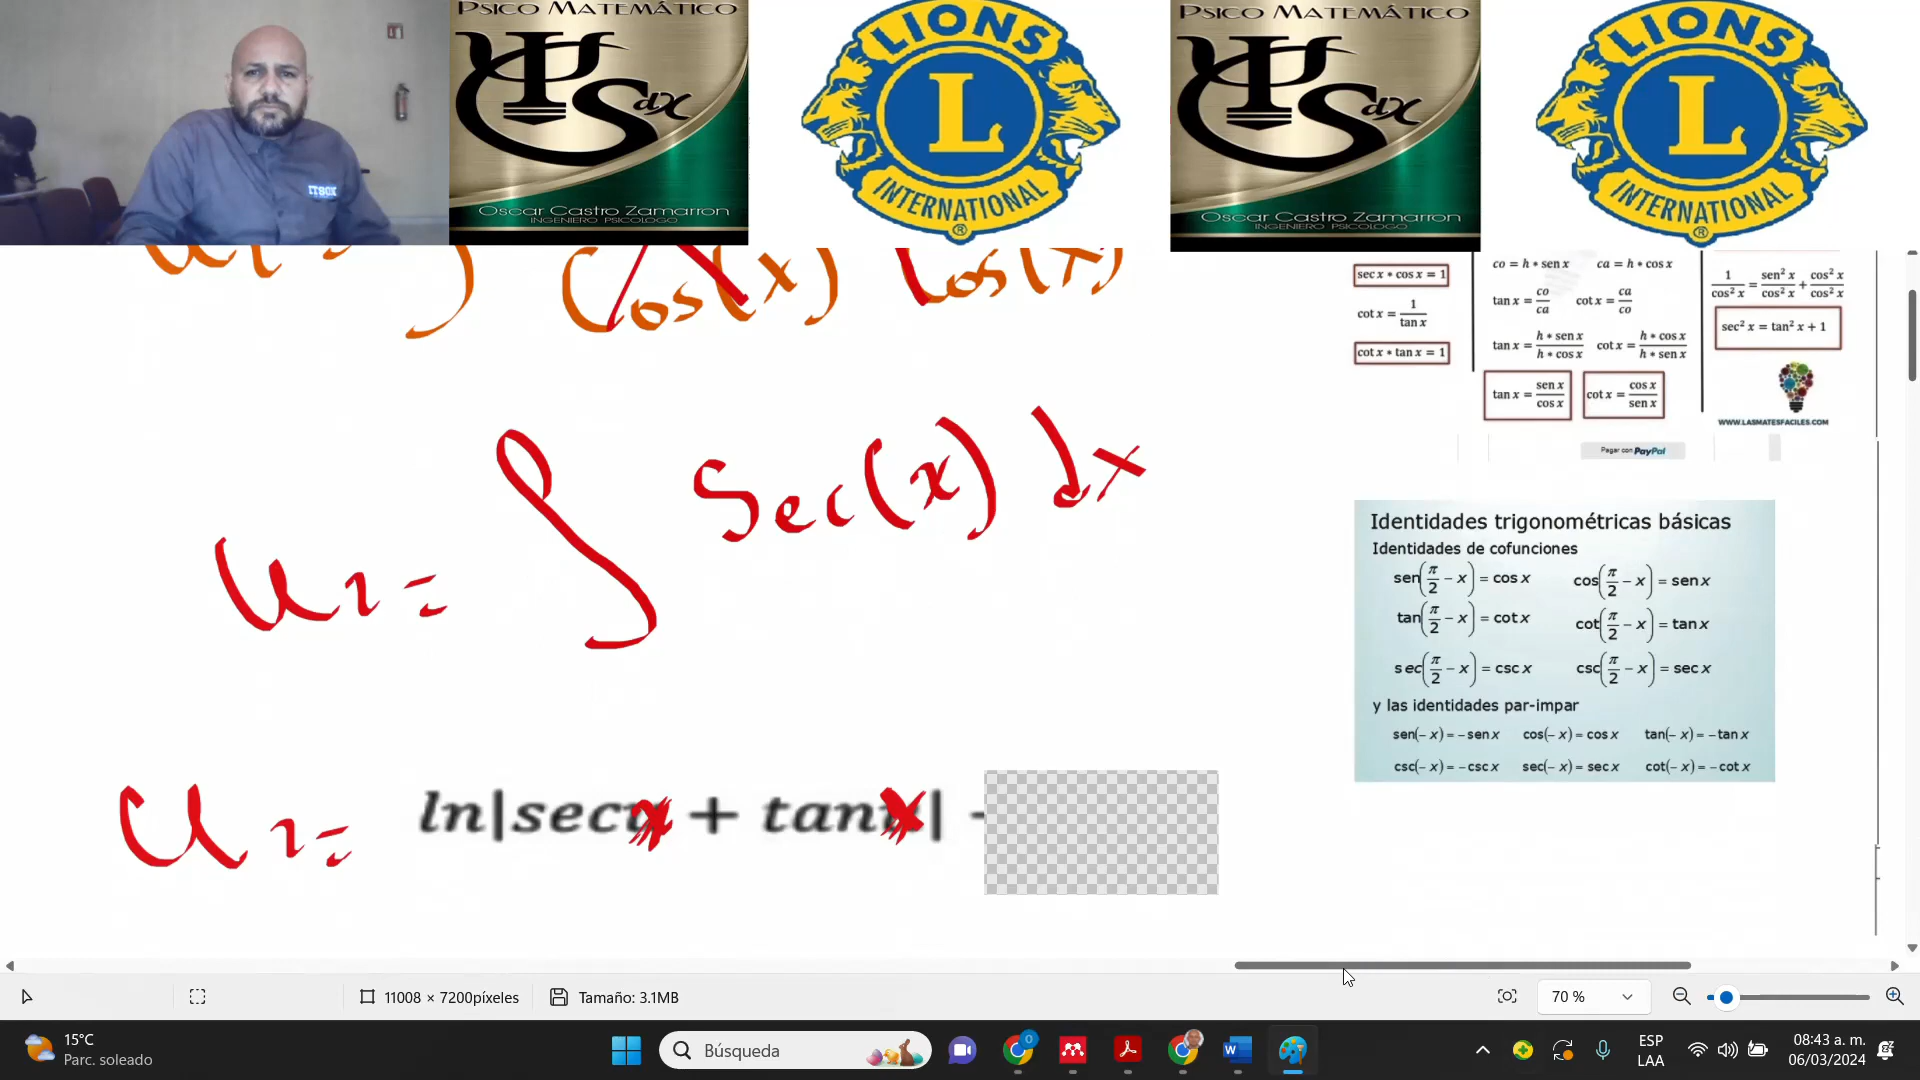 ITSCN
PSICO MATEMÁTICO
dx
Oscar Castro Zamarron
INGENIERO PSICOLOGO
LIONS
L
INTERNATIONAL
®
PSICO MATEMÁTICO
dx
Oscar Castro Zamarron
INGENIERO PSICOLOGO
LIONS
L
INTERNATIONAL
®
Cos(x) Cos(x)
u₂= ∫ Sec(x) dx
u₂= ln|sec x + tan x| -
sec x * cos x = 1
cot x = 1/tan x
cot x * tan x = 1
co = h * sen x ca = h * cos x
tan x = co/ca cot x = ca/co
tan x = h * sen x/h * cos x cot x = h * cos x/h * sen x
tan x = sen x/cos x cot x = cos x/sen x
1/cos² x = sen² x/cos² x + cos² x/cos² x
sec² x = tan² x + 1
WWW.LASMATESFACILES.COM
Pagar con PayPal
Identidades trigonométricas básicas
Identidades de cofunciones
sen(π/2 − x) = cos x cos(π/2 − x) = sen x
tan(π/2 − x) = cot x cot(π/2 − x) = tan x
sec(π/2 − x) = csc x csc(π/2 − x) = sec x
y las identidades par-impar
sen(− x) = − sen x cos(− x) = cos x tan(− x) = − tan x
csc(− x) = − csc x sec(− x) = sec x cot(− x) = − cot x
11008 × 7200píxeles Tamaño: 3.1MB 70 %
15°C
Parc. soleado
Búsqueda
ESP
LAA
08:43 a. m.
06/03/2024